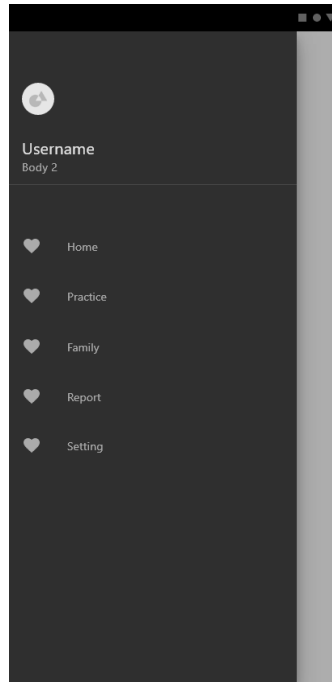 Username
Body 2
Home
Practice
Family
Report
Setting